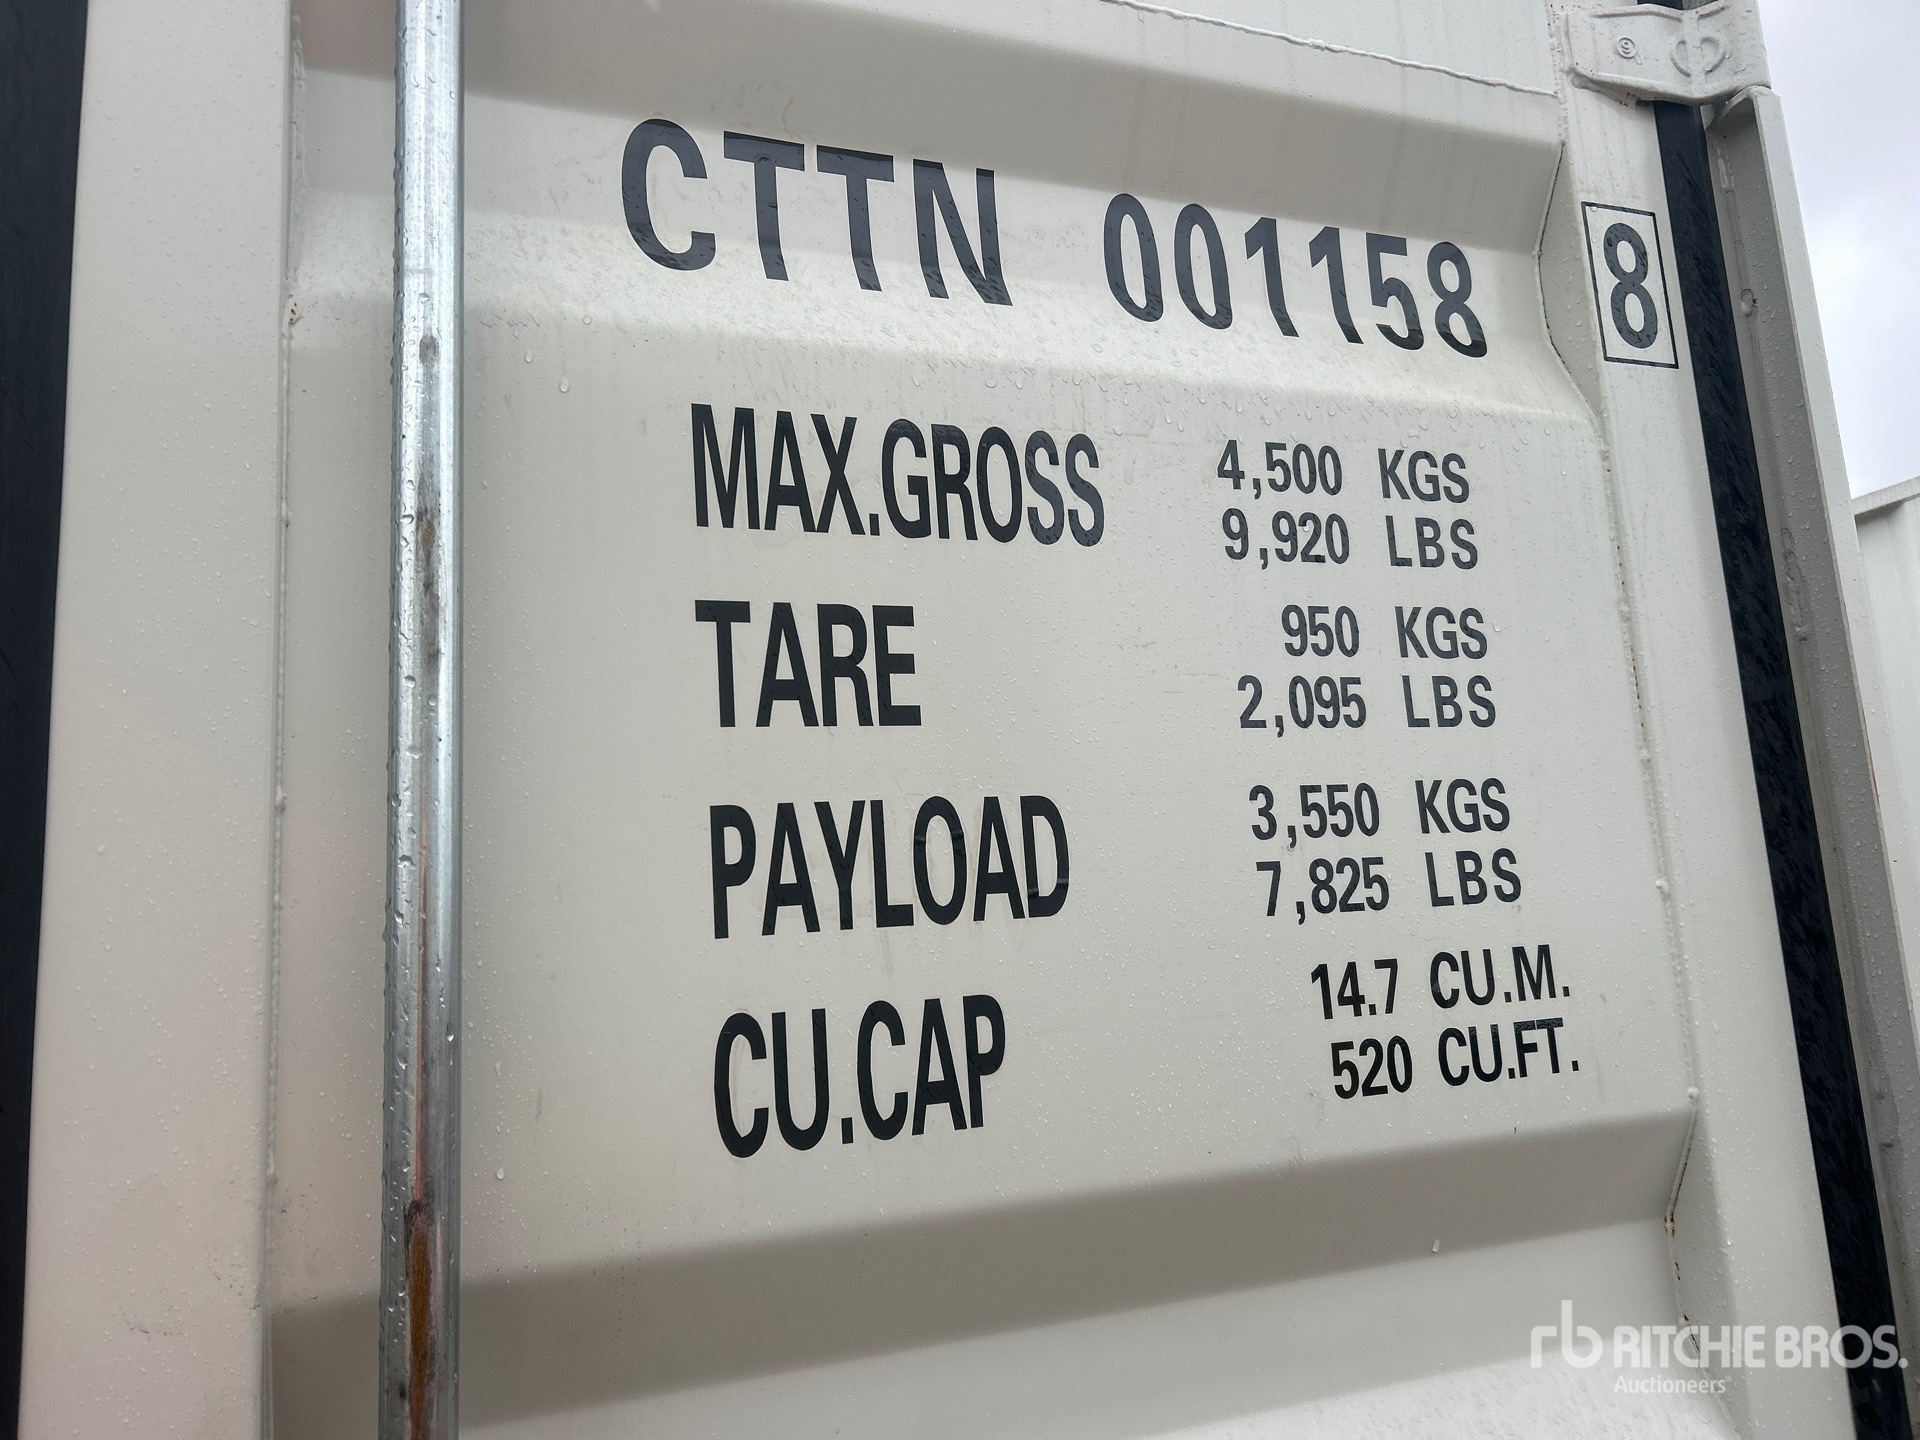 CTTN 001158 8
MAX.GROSS 4,500 KGS
9,920 LBS
TARE 950 KGS
2,095 LBS
PAYLOAD 3,550 KGS
7,825 LBS
CU.CAP 14.7 CU.M.
520 CU.FT.
rb RITCHIE BROS.
Auctioneers